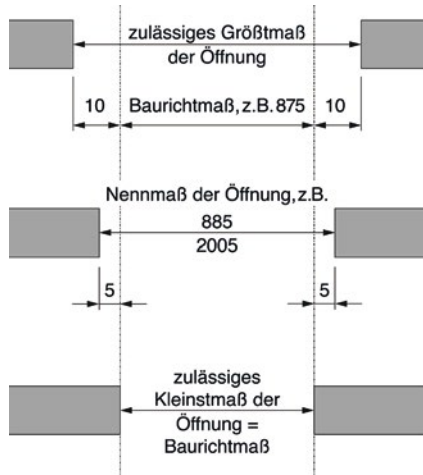 zulässiges Größtmaß
der Öffnung
10 Baurichtmaß, z.B. 875 10
Nennmaß der Öffnung, z.B.
885
2005
5 5
zulässiges
Kleinstmaß der
Öffnung =
Baurichtmaß